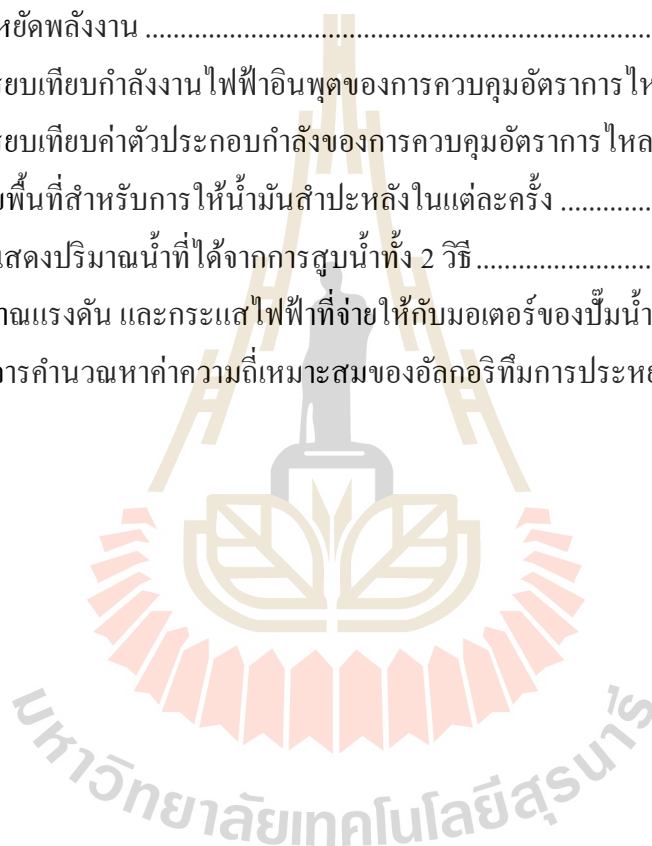 หยัดพลังงาน ........................................................................
รียบเทียบกำลังงานไฟฟ้าอินพุตของการควบคุมอัตราการไห
รียบเทียบค่าตัวประกอบกำลังของการควบคุมอัตราการไหล
พื้นที่สำหรับการให้น้ำมันสำปะหลังในแต่ละครั้ง .............
แสดงปริมาณน้ำที่ได้จากการสูบน้ำทั้ง 2 วิธี.........................
าณแรงดัน และกระแสไฟฟ้าที่จ่ายให้กับมอเตอร์ของปั๊มน้ำ
การคำนวณหาค่าความถี่เหมาะสมของอัลกอริทึมการประหย
มหาวิทยาลัยเทคโนโลยีสุรนารี